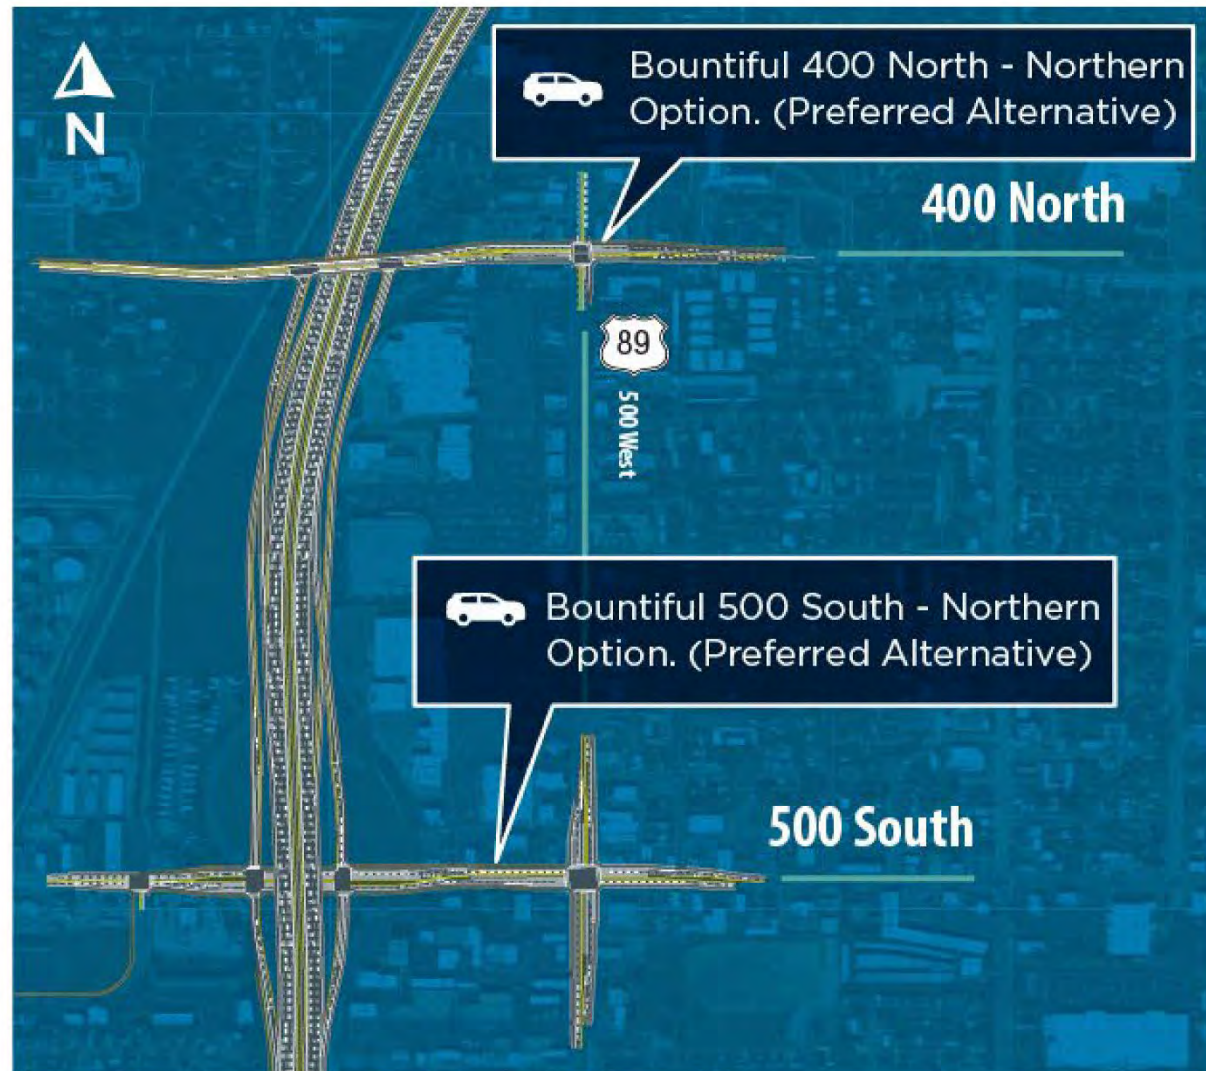 N
Bountiful 400 North - Northern
Option. (Preferred Alternative)
400 North
89
500 West
Bountiful 500 South - Northern
Option. (Preferred Alternative)
500 South